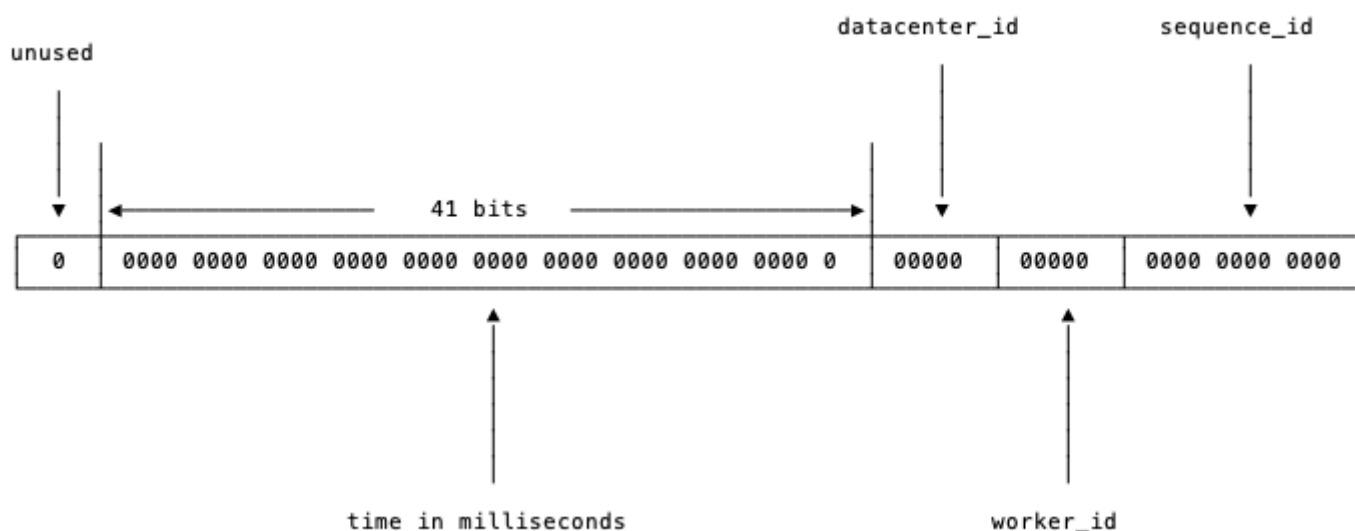 datacenter_id sequence_id
unused
41 bits
0 0000 0000 0000 0000 0000 0000 0000 0000 0000 0000 0 00000 00000 0000 0000 0000
time in milliseconds worker_id